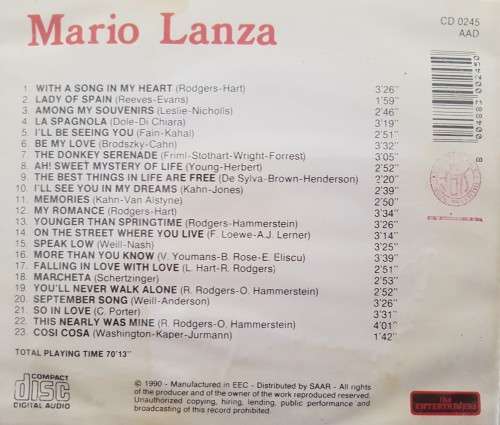 Mario Lanza
CD 0245
AAD
1. WITH A SONG IN MY HEART (Rodgers-Hart) 3'26"
2. LADY OF SPAIN (Reeves-Evans) 1'59"
3. AMONG MY SOUVENIRS (Leslie-Nicholls) 2'46"
4. LA SPAGNOLA (Dole-Di Chiara) 3'19"
5. I'LL BE SEEING YOU (Fain-Kahal) 2'51"
6. BE MY LOVE (Brodszky-Cahn) 3'32"
7. THE DONKEY SERENADE (Friml-Stothart-Wright-Forrest) 3'05"
8. AH! SWEET MYSTERY OF LIFE (Young-Herbert) 2'52"
9. THE BEST THINGS IN LIFE ARE FREE (De Sylva-Brown-Henderson) 2'20"
10. I'LL SEE YOU IN MY DREAMS (Kahn-Jones) 2'39"
11. MEMORIES (Kahn-Van Alstyne) 2'50"
12. MY ROMANCE (Rodgers-Hart) 3'34"
13. YOUNGER THAN SPRINGTIME (Rodgers-Hammerstein) 3'26"
14. ON THE STREET WHERE YOU LIVE (F. Loewe-A.J. Lerner) 3'14"
15. SPEAK LOW (Weill-Nash) 3'25"
16. MORE THAN YOU KNOW (V. Youmans-B. Rose-E. Eliscu) 3'39"
17. FALLING IN LOVE WITH LOVE (L. Hart-R. Rodgers) 2'51"
18. MARCHETA (Schertzinger) 2'53"
19. YOU'LL NEVER WALK ALONE (R. Rodgers-O. Hammerstein) 2'52"
20. SEPTEMBER SONG (Weill-Anderson) 3'26"
21. SO IN LOVE (C. Porter) 3'31"
22. THIS NEARLY WAS MINE (R. Rodgers-O. Hammerstein) 4'01"
23. COSI COSA (Washington-Kaper-Jurmann) 1'42"
TOTAL PLAYING TIME 70'13"
COMPACT
disc
DIGITAL AUDIO
© 1990 - Manufactured in EEC - Distributed by SAAR - All rights
of the producer and of the owner of the work reproduced reserved.
Unauthorized copying, hiring, lending, public performance and
broadcasting of this record prohibited.
the
ENTERTAINERS